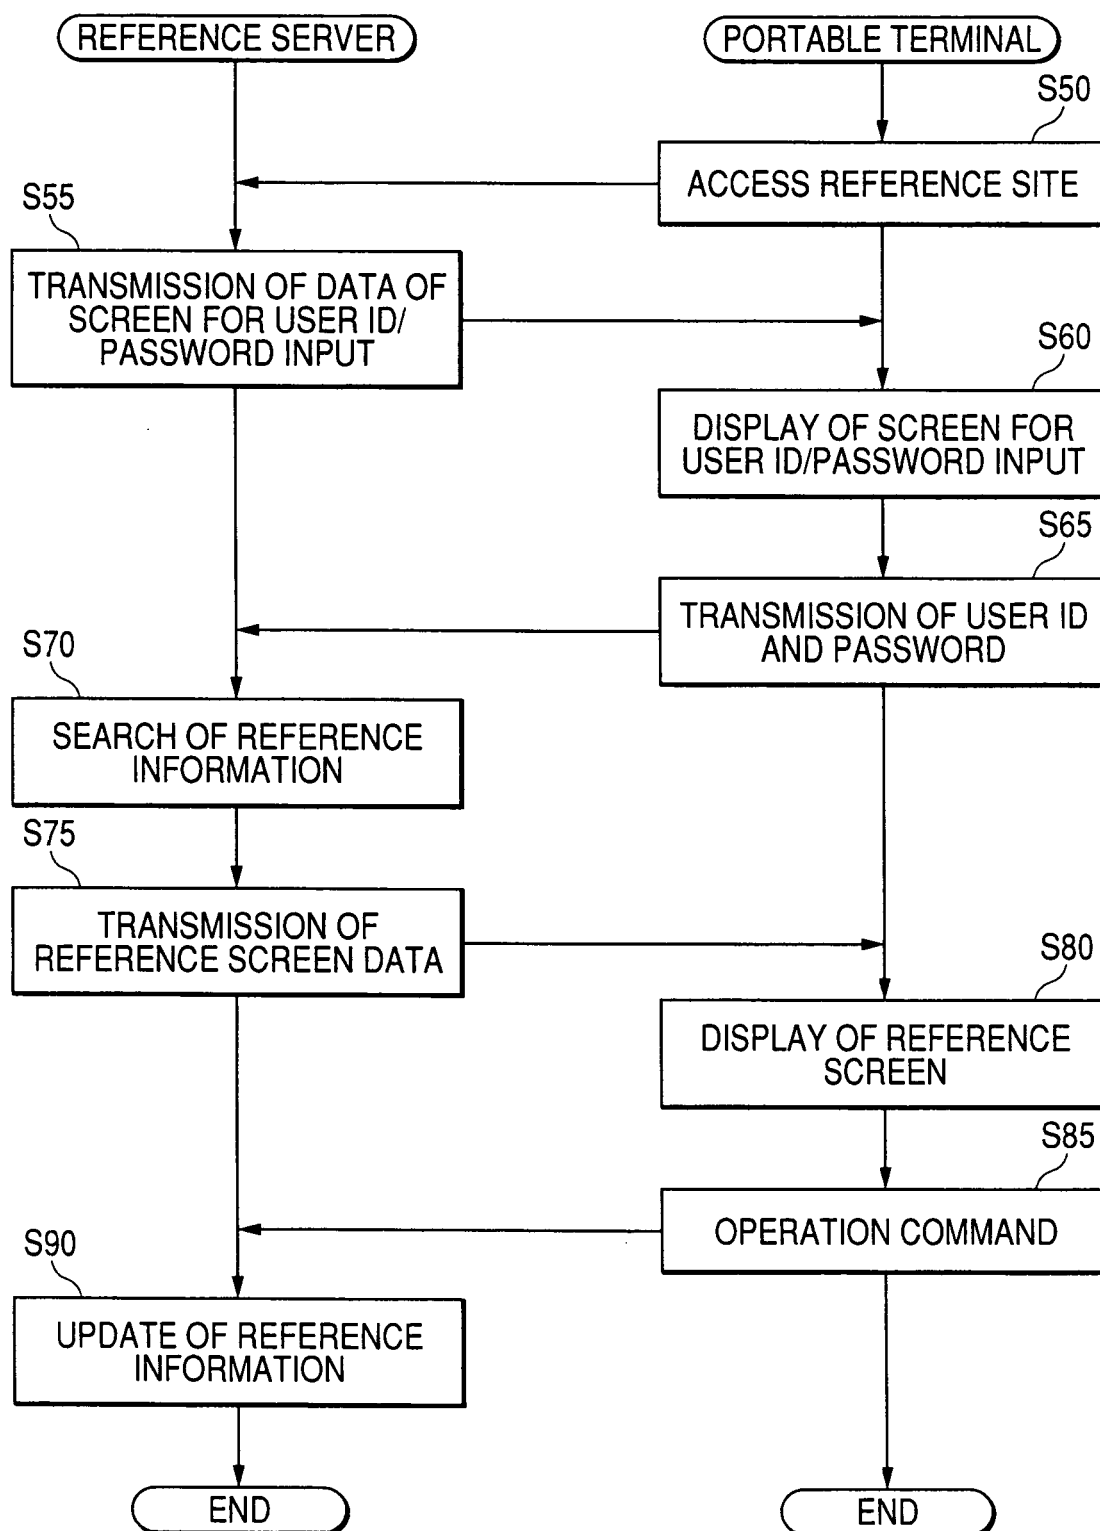 REFERENCE SERVER
PORTABLE TERMINAL
S50
ACCESS REFERENCE SITE
S55
TRANSMISSION OF DATA OF
SCREEN FOR USER ID/
PASSWORD INPUT
S60
DISPLAY OF SCREEN FOR
USER ID/PASSWORD INPUT
S65
TRANSMISSION OF USER ID
AND PASSWORD
S70
SEARCH OF REFERENCE
INFORMATION
S75
TRANSMISSION OF
REFERENCE SCREEN DATA
S80
DISPLAY OF REFERENCE
SCREEN
S85
OPERATION COMMAND
S90
UPDATE OF REFERENCE
INFORMATION
END
END